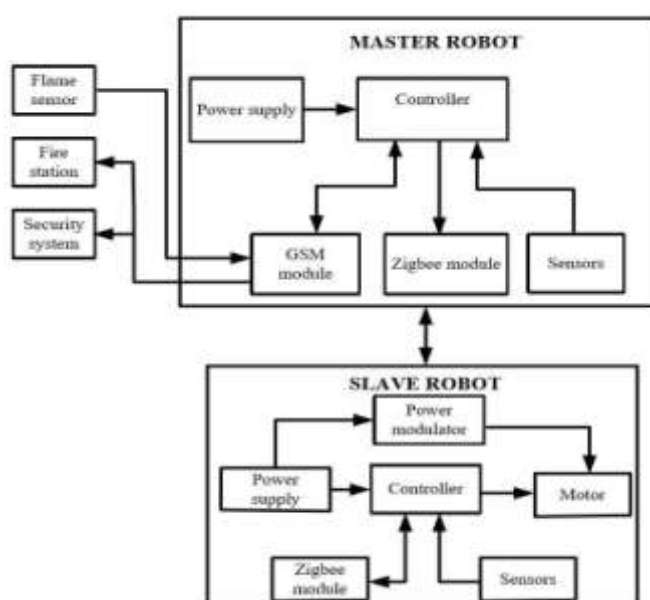 MASTER ROBOT
Flame
sensor
Power supply
Controller
Fire
station
Security
system
GSM
module
Zigbee module
Sensors
SLAVE ROBOT
Power
modulator
Power
supply
Controller
Motor
Zigbee
module
Sensors